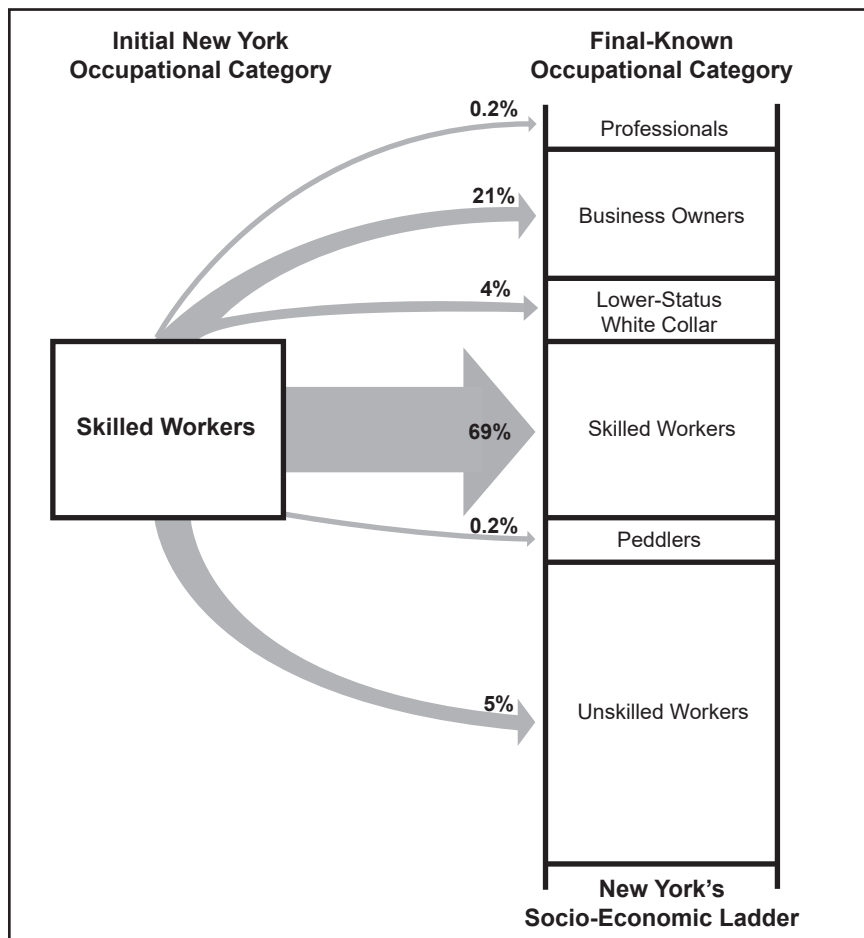 Initial New York
Occupational Category
Final-Known
Occupational Category
0.2%
Professionals
21%
Business Owners
4%
Lower-Status
White Collar
Skilled Workers
69%
Skilled Workers
0.2%
Peddlers
5%
Unskilled Workers
New York’s
Socio-Economic Ladder